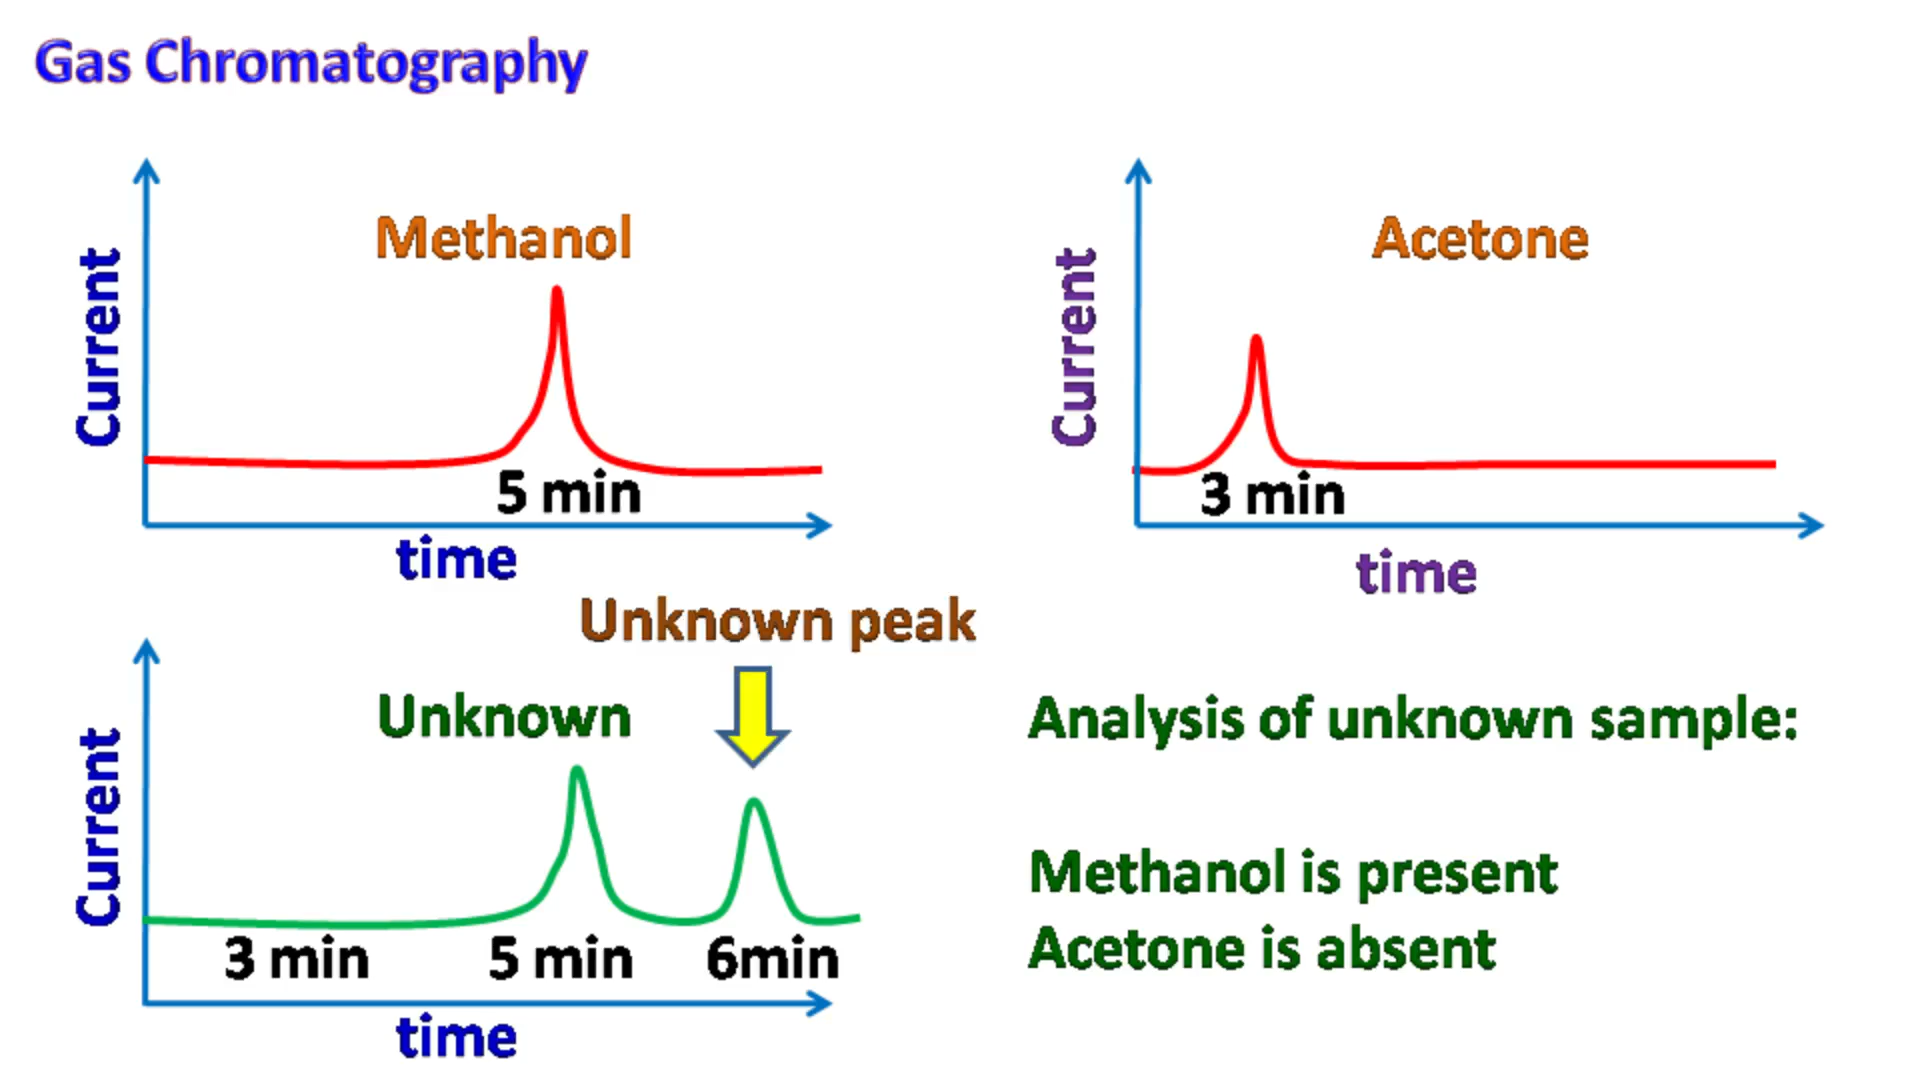 Gas Chromatography
Current
Methanol
5 min
time
Current
Acetone
3 min
time
Unknown peak
Current
Unknown
3 min 5 min 6min
time
Analysis of unknown sample:
Methanol is present
Acetone is absent